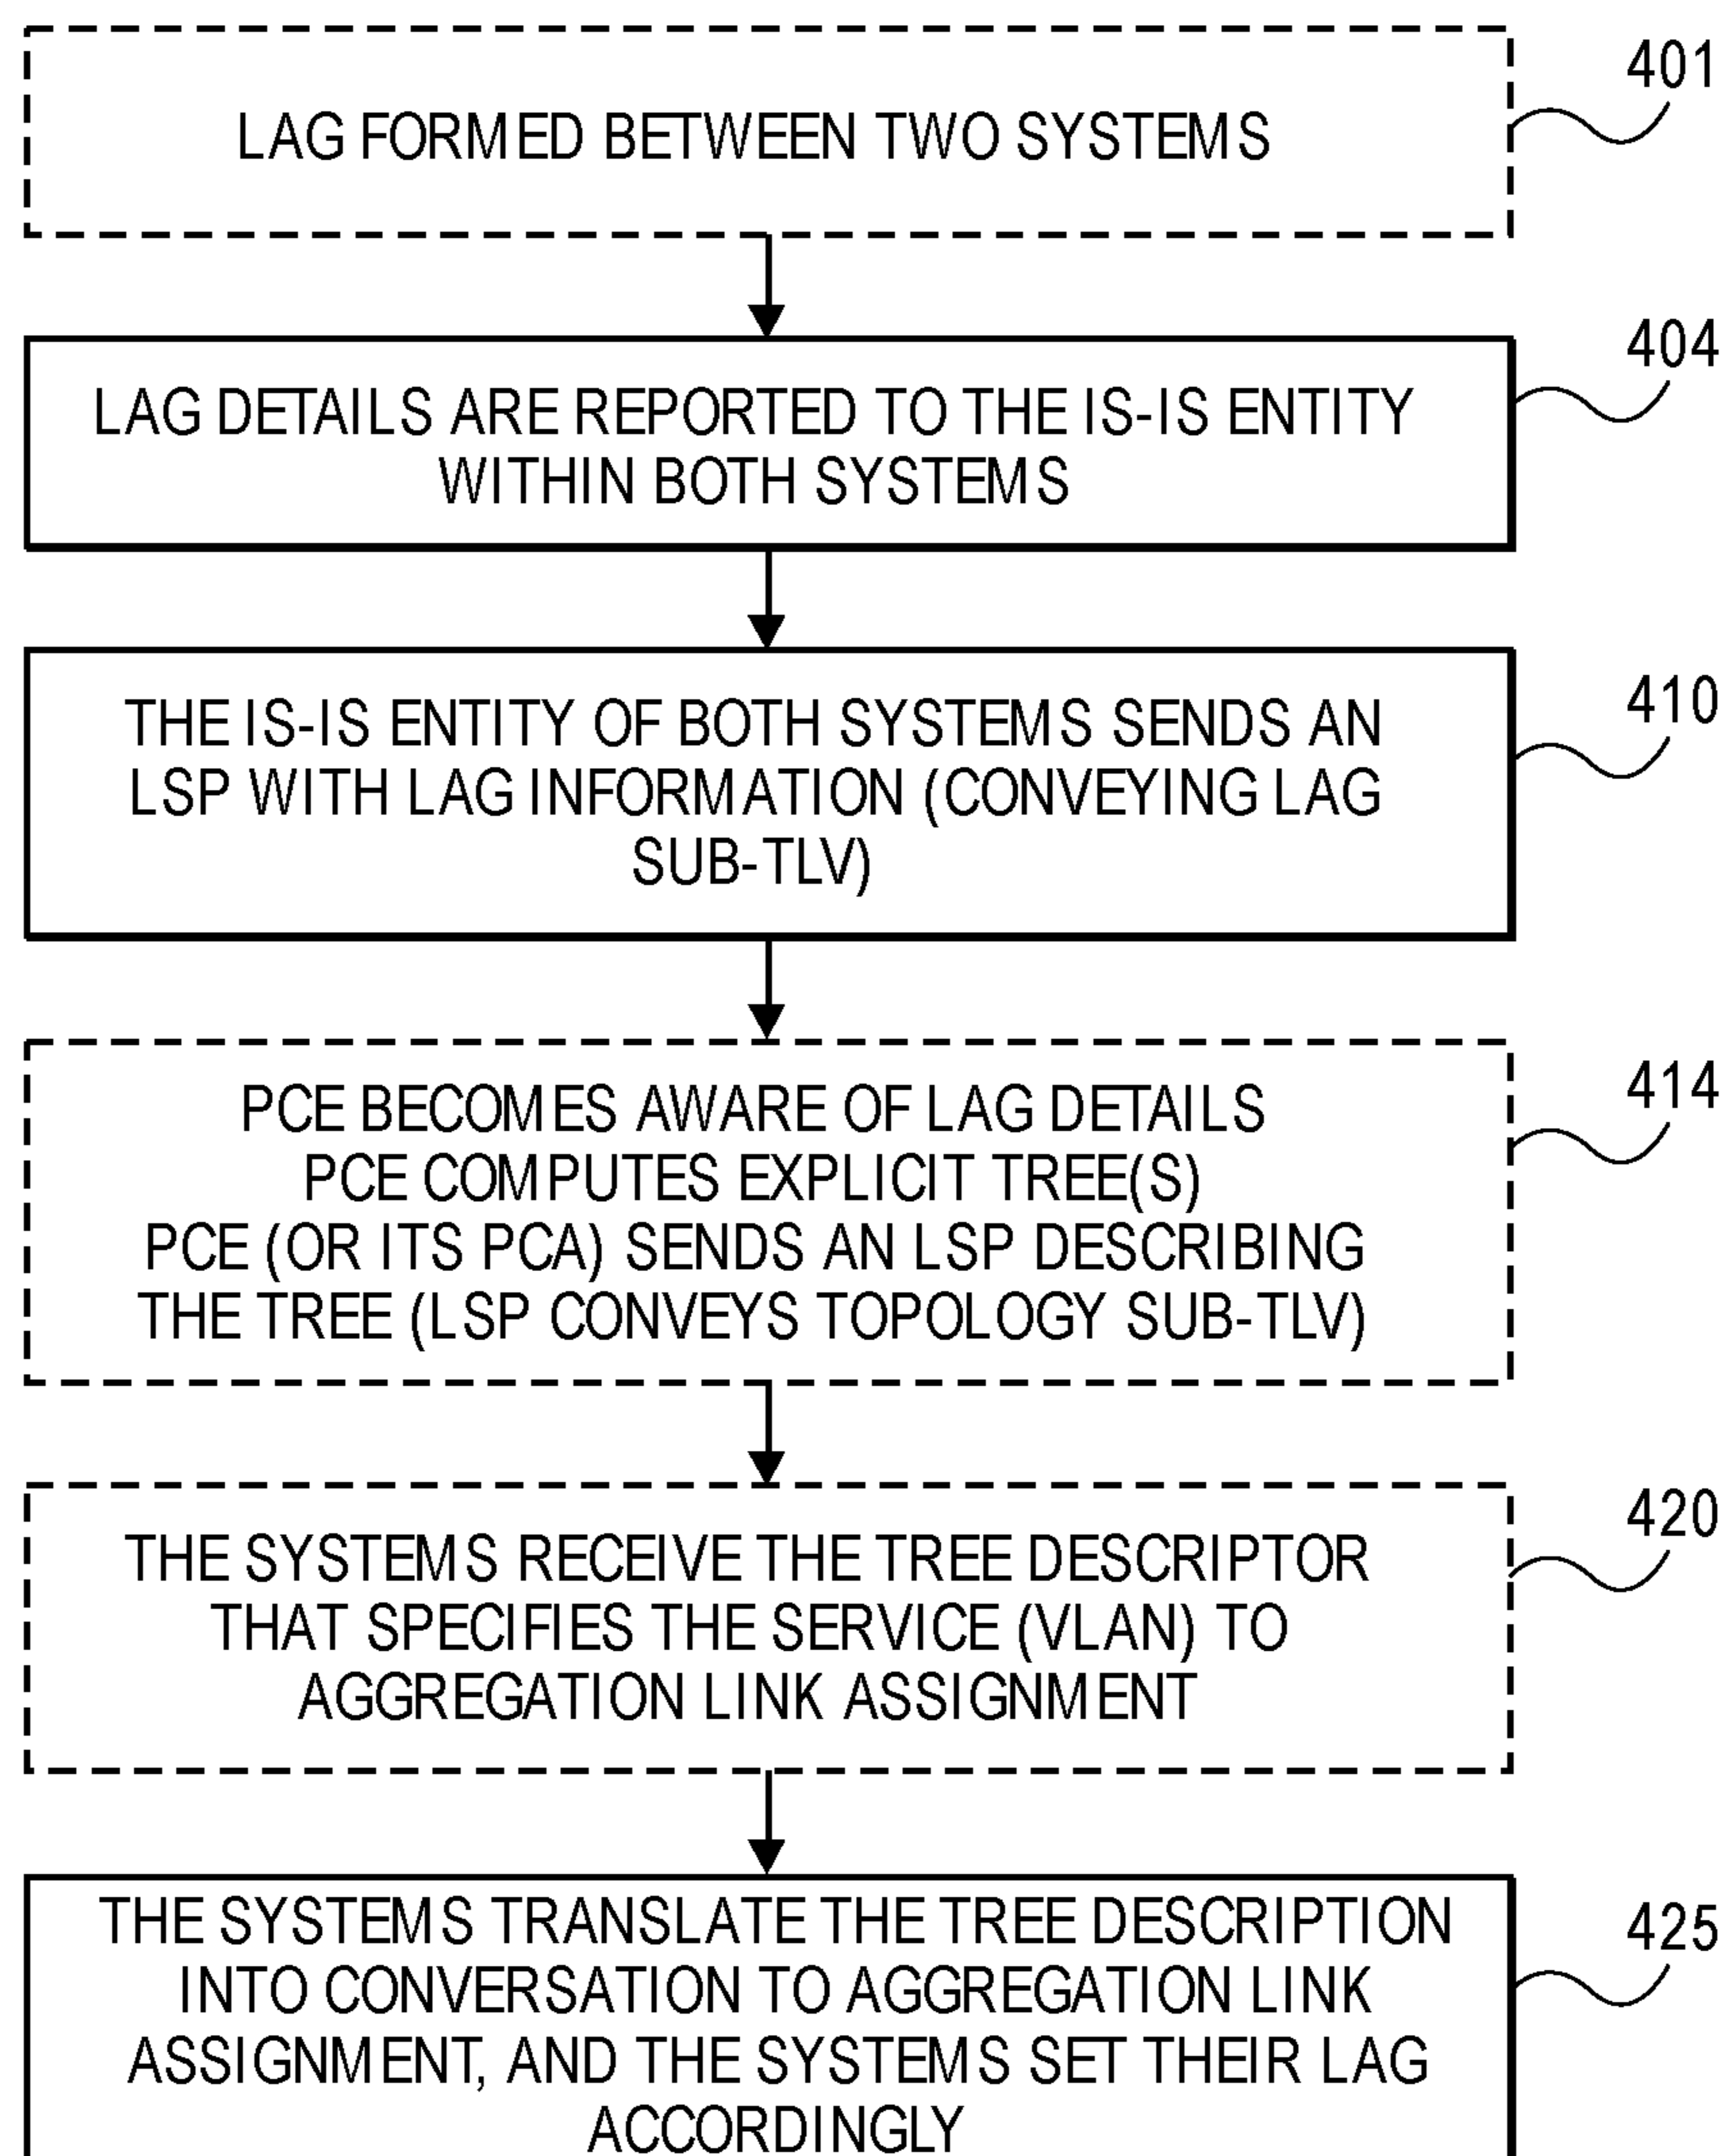 LAG FORMED BETWEEN TWO SYSTEMS
401
LAG DETAILS ARE REPORTED TO THE IS-IS ENTITY
WITHIN BOTH SYSTEMS
404
THE IS-IS ENTITY OF BOTH SYSTEMS SENDS AN
LSP WITH LAG INFORMATION (CONVEYING LAG
SUB-TLV)
410
PCE BECOMES AWARE OF LAG DETAILS
PCE COMPUTES EXPLICIT TREE(S)
PCE (OR ITS PCA) SENDS AN LSP DESCRIBING
THE TREE (LSP CONVEYS TOPOLOGY SUB-TLV)
414
THE SYSTEMS RECEIVE THE TREE DESCRIPTOR
THAT SPECIFIES THE SERVICE (VLAN) TO
AGGREGATION LINK ASSIGNMENT
420
THE SYSTEMS TRANSLATE THE TREE DESCRIPTION
INTO CONVERSATION TO AGGREGATION LINK
ASSIGNMENT, AND THE SYSTEMS SET THEIR LAG
ACCORDINGLY
425